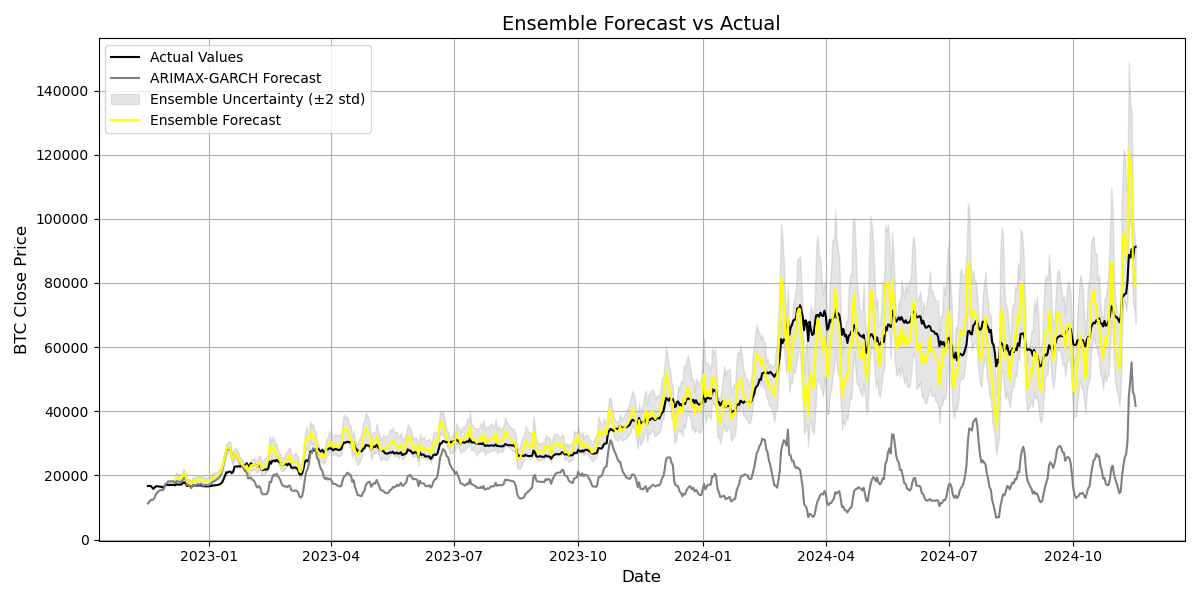 Ensemble Forecast vs Actual
Actual Values
ARIMAX-GARCH Forecast
Ensemble Uncertainty (±2 std)
Ensemble Forecast
BTC Close Price
140000
120000
100000
80000
60000
40000
20000
0
2023-01 2023-04 2023-07 2023-10 2024-01 2024-04 2024-07 2024-10
Date